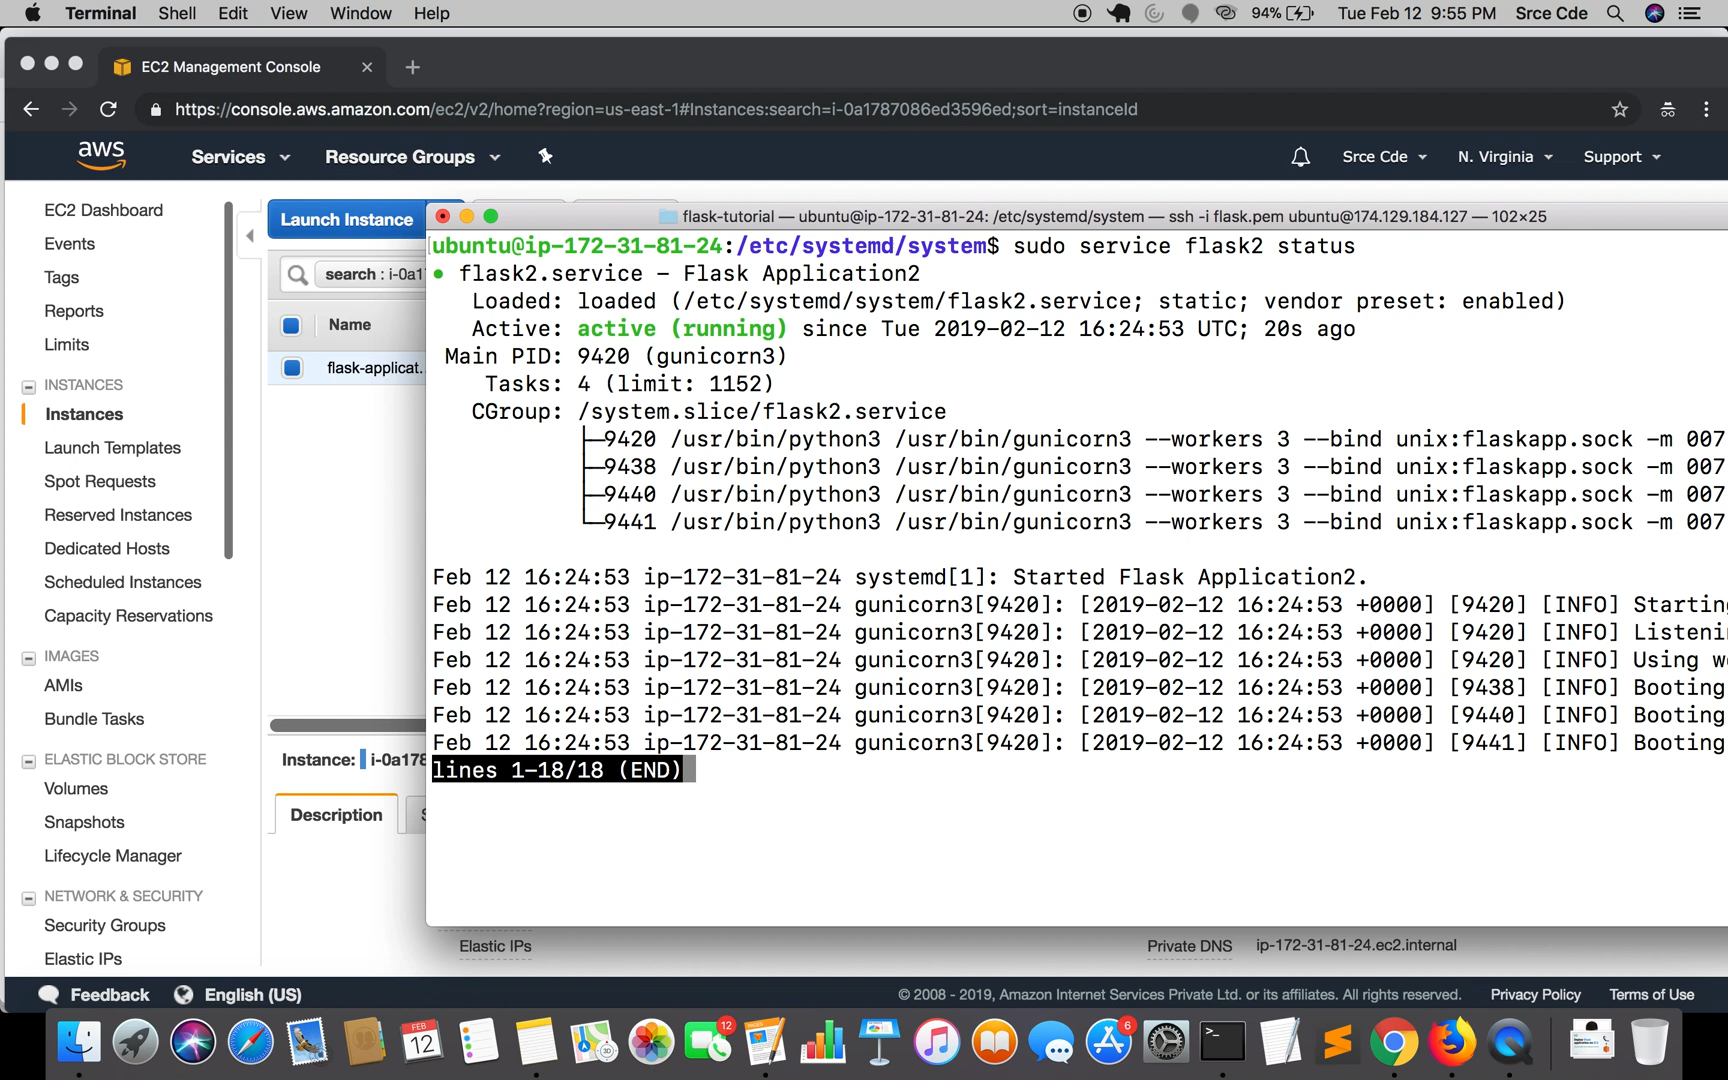 Terminal Shell Edit View Window Help 94% Tue Feb 12 9:55 PM Srce Cde
EC2 Management Console
https://console.aws.amazon.com/ec2/v2/home?region=us-east-1#Instances:search=i-0a1787086ed3596ed;sort=instanceId
aws Services Resource Groups Srce Cde N. Virginia Support
EC2 Dashboard
Events
Tags
Reports
Limits
INSTANCES
Instances
Launch Templates
Spot Requests
Reserved Instances
Dedicated Hosts
Scheduled Instances
Capacity Reservations
IMAGES
AMIs
Bundle Tasks
ELASTIC BLOCK STORE
Volumes
Snapshots
Lifecycle Manager
NETWORK & SECURITY
Security Groups
Elastic IPs
Launch Instance
search : i-0a1
Name
flask-applicat...
Instance: i-0a178
Description
flask-tutorial — ubuntu@ip-172-31-81-24: /etc/systemd/system — ssh -i flask.pem ubuntu@174.129.184.127 — 102×25
ubuntu@ip-172-31-81-24:/etc/systemd/system$ sudo service flask2 status
● flask2.service - Flask Application2
Loaded: loaded (/etc/systemd/system/flask2.service; static; vendor preset: enabled)
Active: active (running) since Tue 2019-02-12 16:24:53 UTC; 20s ago
Main PID: 9420 (gunicorn3)
Tasks: 4 (limit: 1152)
CGroup: /system.slice/flask2.service
├─9420 /usr/bin/python3 /usr/bin/gunicorn3 --workers 3 --bind unix:flaskapp.sock -m 007
├─9438 /usr/bin/python3 /usr/bin/gunicorn3 --workers 3 --bind unix:flaskapp.sock -m 007
├─9440 /usr/bin/python3 /usr/bin/gunicorn3 --workers 3 --bind unix:flaskapp.sock -m 007
└─9441 /usr/bin/python3 /usr/bin/gunicorn3 --workers 3 --bind unix:flaskapp.sock -m 007
Feb 12 16:24:53 ip-172-31-81-24 systemd[1]: Started Flask Application2.
Feb 12 16:24:53 ip-172-31-81-24 gunicorn3[9420]: [2019-02-12 16:24:53 +0000] [9420] [INFO] Starting
Feb 12 16:24:53 ip-172-31-81-24 gunicorn3[9420]: [2019-02-12 16:24:53 +0000] [9420] [INFO] Listeni
Feb 12 16:24:53 ip-172-31-81-24 gunicorn3[9420]: [2019-02-12 16:24:53 +0000] [9420] [INFO] Using w
Feb 12 16:24:53 ip-172-31-81-24 gunicorn3[9420]: [2019-02-12 16:24:53 +0000] [9438] [INFO] Booting
Feb 12 16:24:53 ip-172-31-81-24 gunicorn3[9420]: [2019-02-12 16:24:53 +0000] [9440] [INFO] Booting
Feb 12 16:24:53 ip-172-31-81-24 gunicorn3[9420]: [2019-02-12 16:24:53 +0000] [9441] [INFO] Booting
lines 1-18/18 (END)
Elastic IPs Private DNS ip-172-31-81-24.ec2.internal
Feedback English (US) © 2008 - 2019, Amazon Internet Services Private Ltd. or its affiliates. All rights reserved. Privacy Policy Terms of Use
FEB
12
12
6